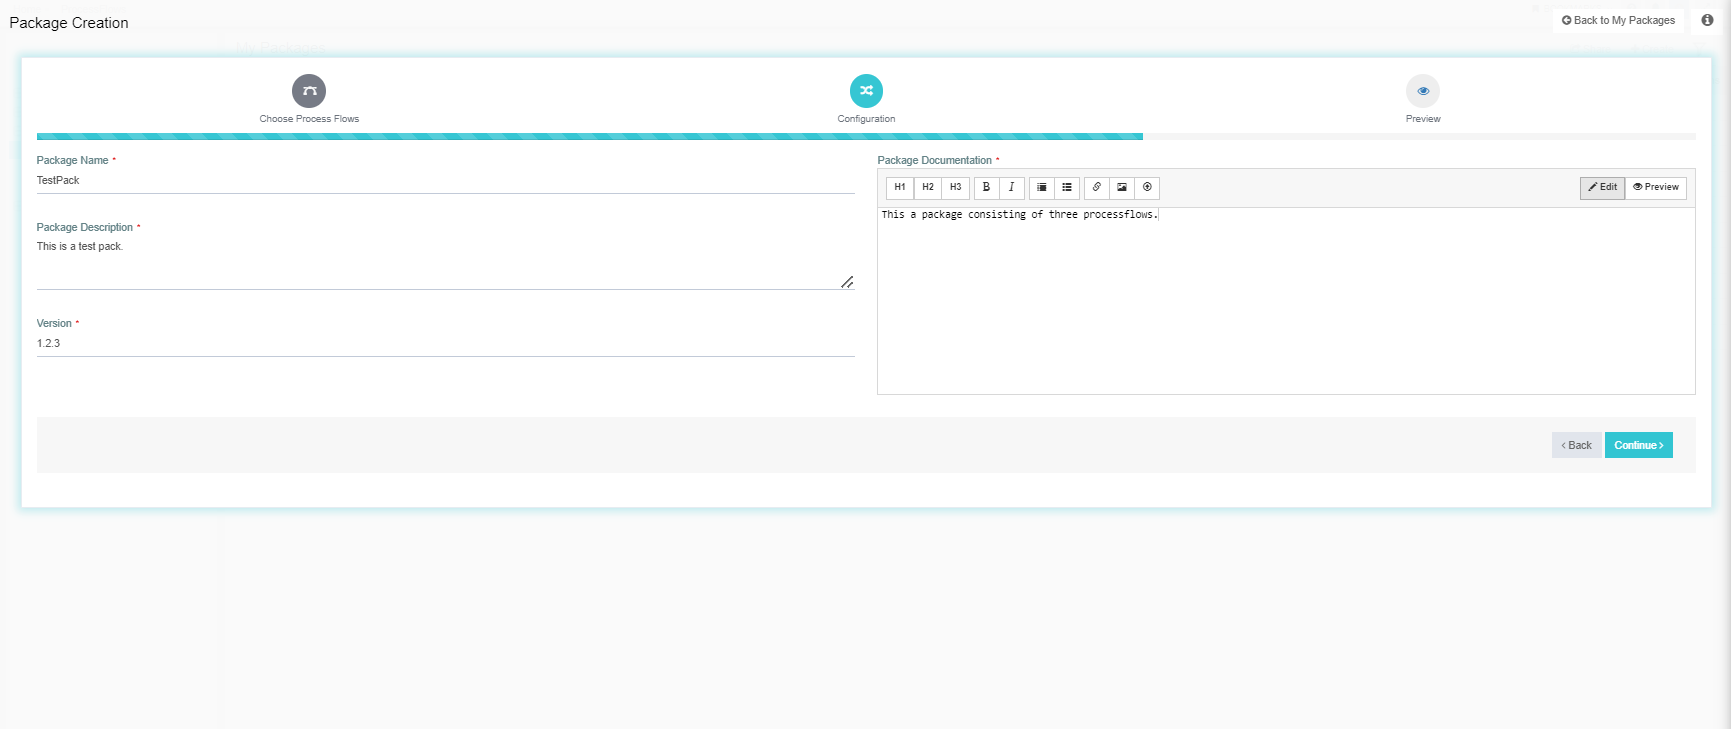 Package Creation
Back to My Packages
My Packages
Choose Process Flows
Configuration
Preview
Package Name *
TestPack
Package Description *
This is a test pack.
Version *
1.2.3
Package Documentation *
H1 H2 H3 B I
Edit Preview
This a package consisting of three processflows.
Back
Continue